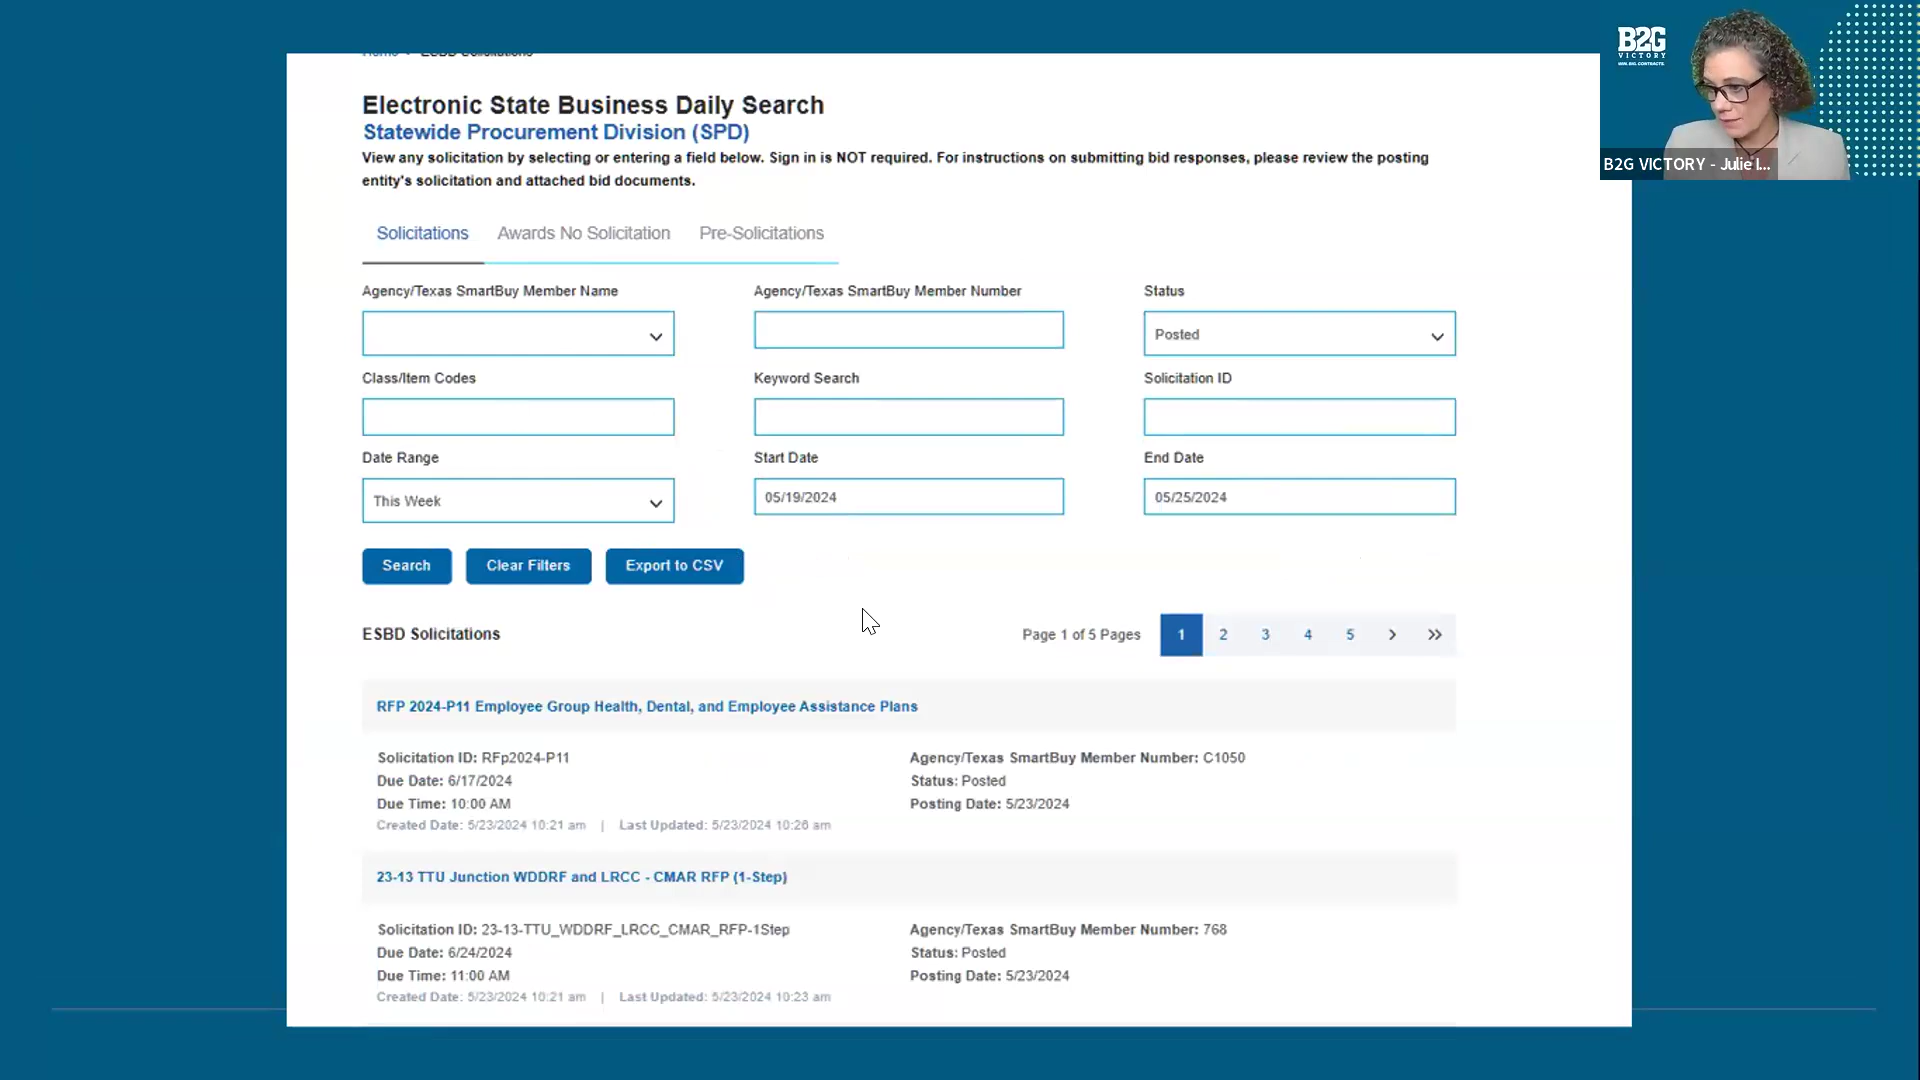 Home > ESBD Solicitations
B2G
VICTORY
WIN. BIG. CONTRACTS.
B2G VICTORY - Julie I...
Electronic State Business Daily Search
Statewide Procurement Division (SPD)
View any solicitation by selecting or entering a field below. Sign in is NOT required. For instructions on submitting bid responses, please review the posting
entity's solicitation and attached bid documents.
Solicitations Awards No Solicitation Pre-Solicitations
Agency/Texas SmartBuy Member Name Agency/Texas SmartBuy Member Number Status
Posted
Class/Item Codes Keyword Search Solicitation ID
Date Range Start Date End Date
This Week 05/19/2024 05/25/2024
Search Clear Filters Export to CSV
ESBD Solicitations Page 1 of 5 Pages 1 2 3 4 5 > >>
RFP 2024-P11 Employee Group Health, Dental, and Employee Assistance Plans
Solicitation ID: RFp2024-P11 Agency/Texas SmartBuy Member Number: C1050
Due Date: 6/17/2024 Status: Posted
Due Time: 10:00 AM Posting Date: 5/23/2024
Created Date: 5/23/2024 10:21 am | Last Updated: 5/23/2024 10:26 am
23-13 TTU Junction WDDRF and LRCC - CMAR RFP (1-Step)
Solicitation ID: 23-13-TTU_WDDRF_LRCC_CMAR_RFP-1Step Agency/Texas SmartBuy Member Number: 768
Due Date: 6/24/2024 Status: Posted
Due Time: 11:00 AM Posting Date: 5/23/2024
Created Date: 5/23/2024 10:21 am | Last Updated: 5/23/2024 10:23 am